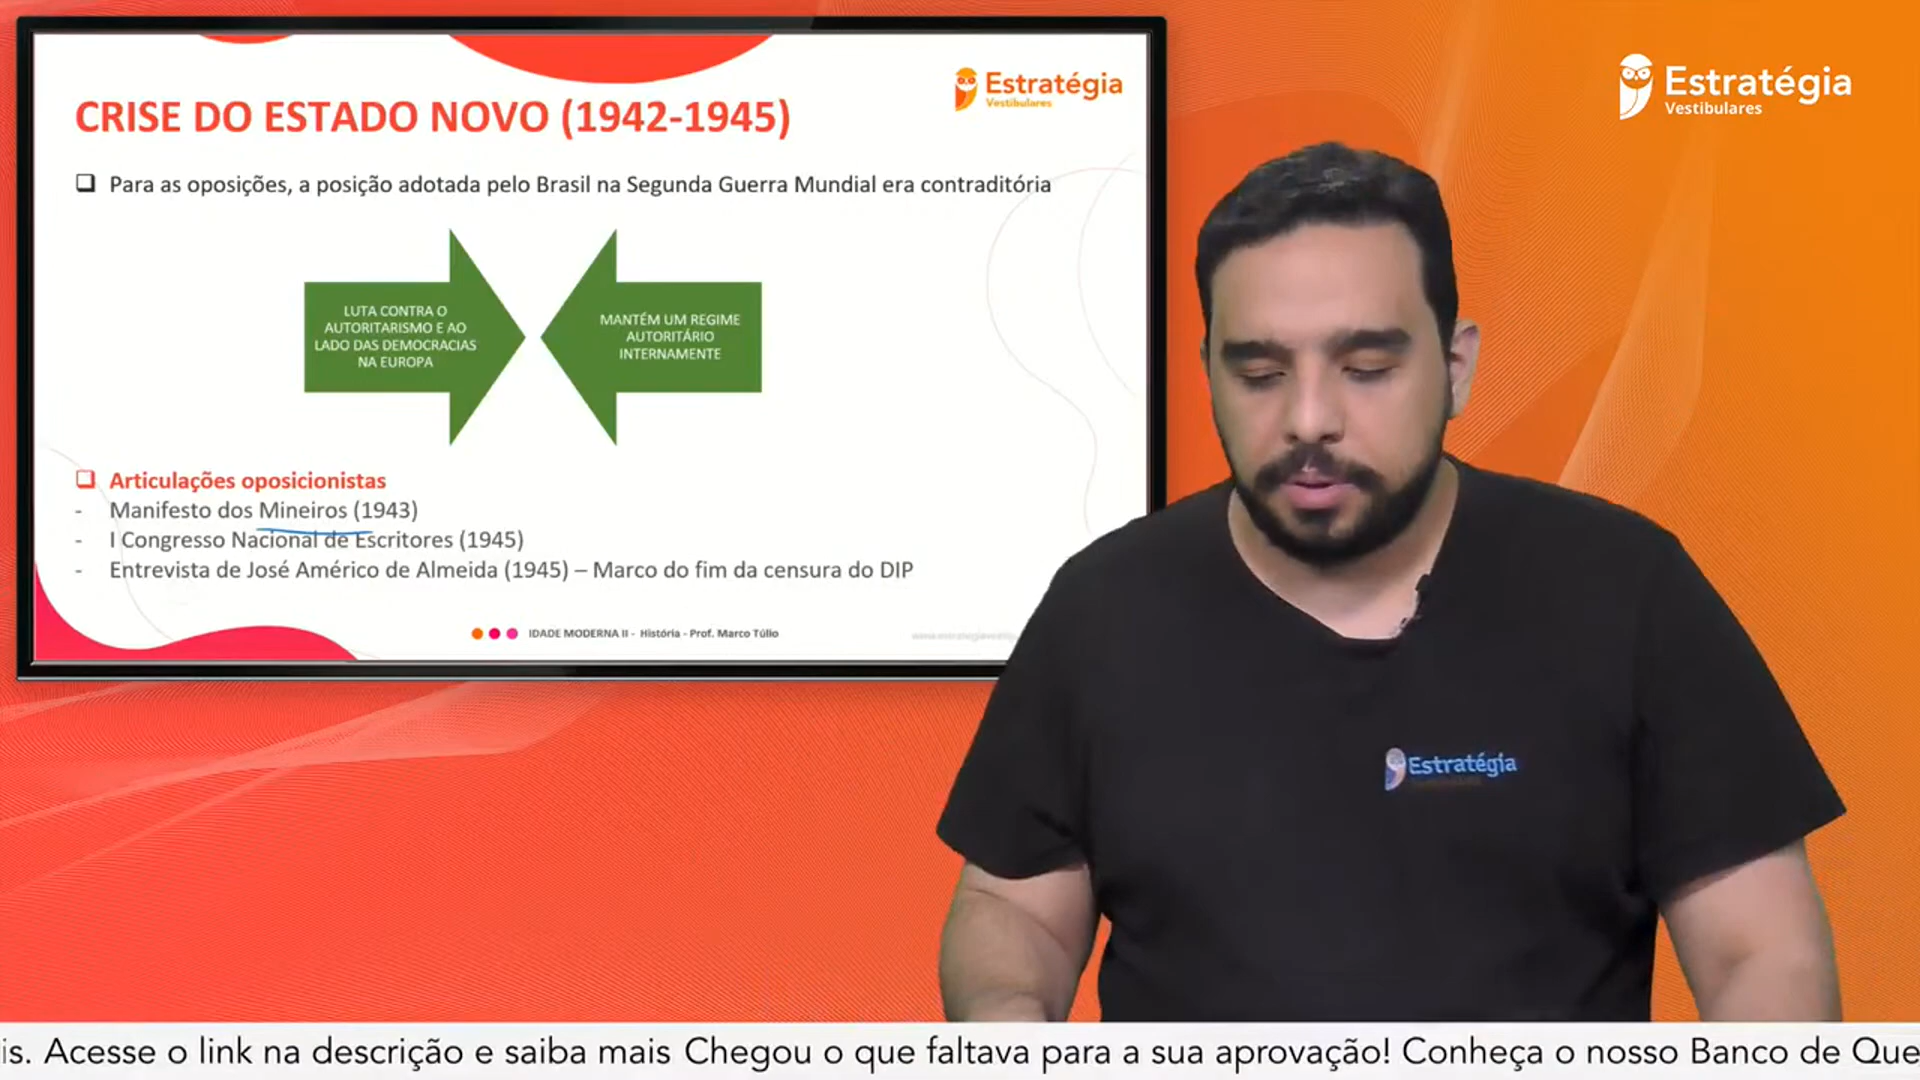 CRISE DO ESTADO NOVO (1942-1945)
Estratégia
Vestibulares
Para as oposições, a posição adotada pelo Brasil na Segunda Guerra Mundial era contraditória
LUTA CONTRA O
AUTORITARISMO E AO
LADO DAS DEMOCRACIAS
NA EUROPA
MANTÉM UM REGIME
AUTORITÁRIO
INTERNAMENTE
Articulações oposicionistas
- Manifesto dos Mineiros (1943)
- I Congresso Nacional de Escritores (1945)
- Entrevista de José Américo de Almeida (1945) – Marco do fim da censura do DIP
IDADE MODERNA II - História - Prof. Marco Túlio
Estratégia
Vestibulares
Estratégia
is. Acesse o link na descrição e saiba mais Chegou o que faltava para a sua aprovação! Conheça o nosso Banco de Que